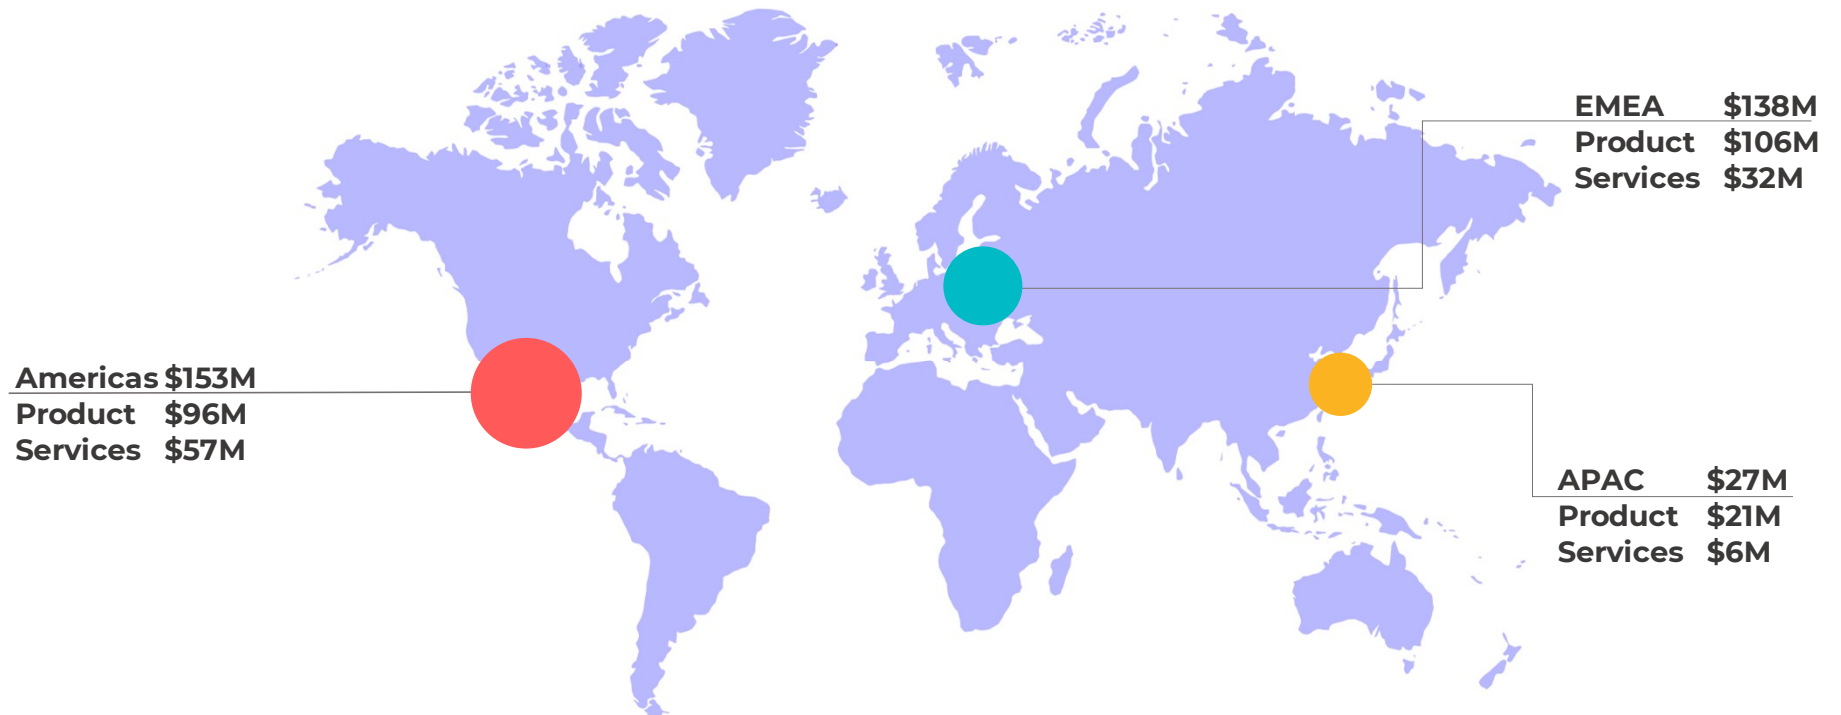 EMEA $138M
Product $106M
Services $32M
Americas $153M
Product $96M
Services $57M
APAC $27M
Product $21M
Services $6M